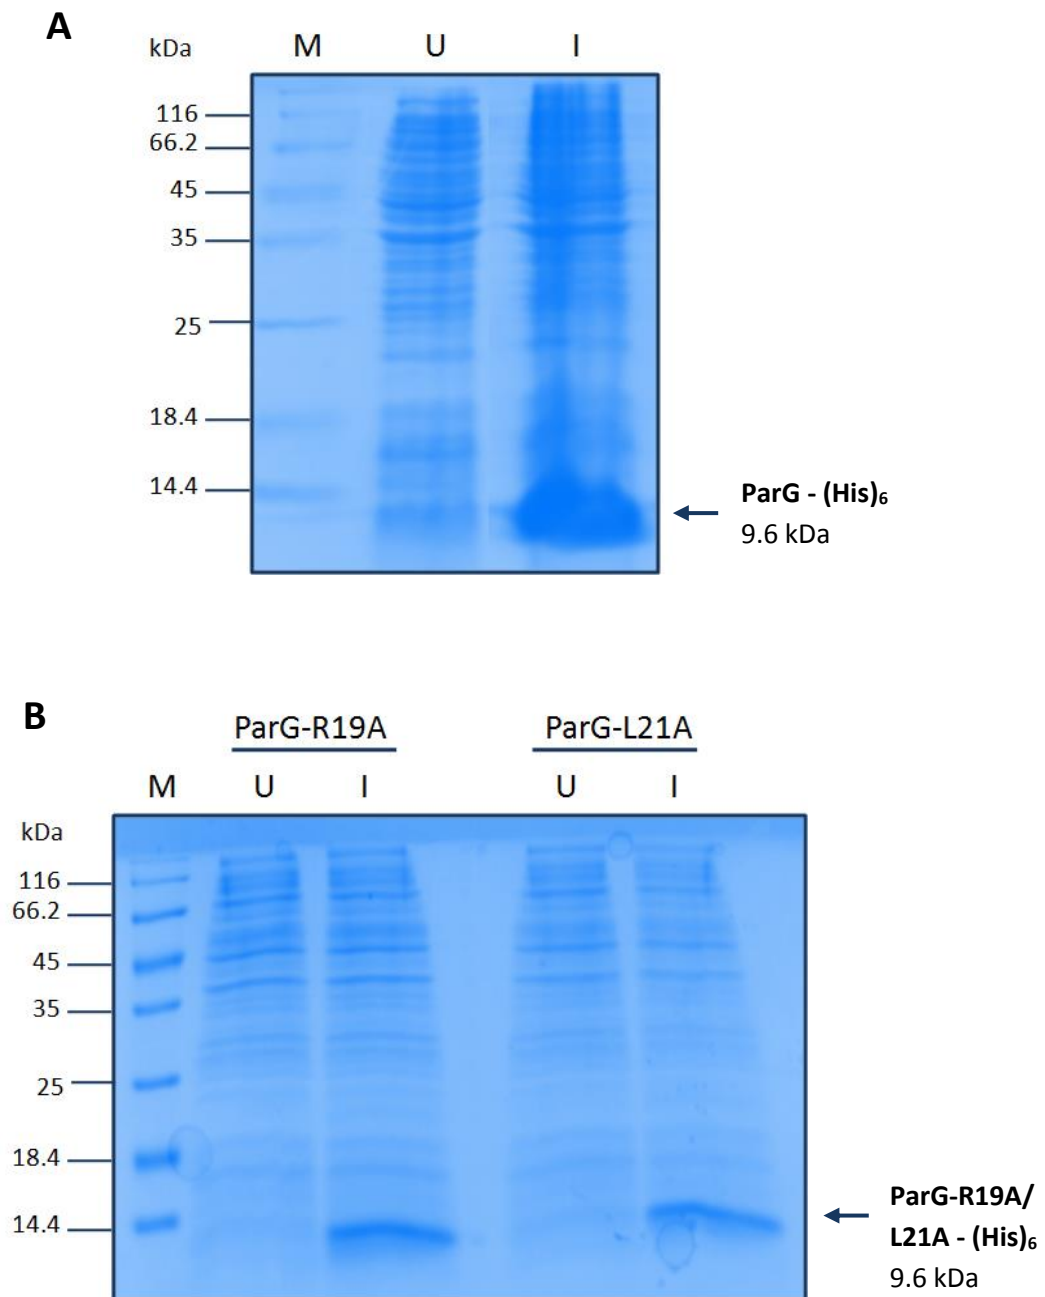 A
kDa M U I
116
66.2
45
35
25
18.4
14.4
ParG - (His)₆
9.6 kDa
B
ParG-R19A ParG-L21A
M U I U I
kDa
116
66.2
45
35
25
18.4
14.4
ParG-R19A/
L21A - (His)₆
9.6 kDa